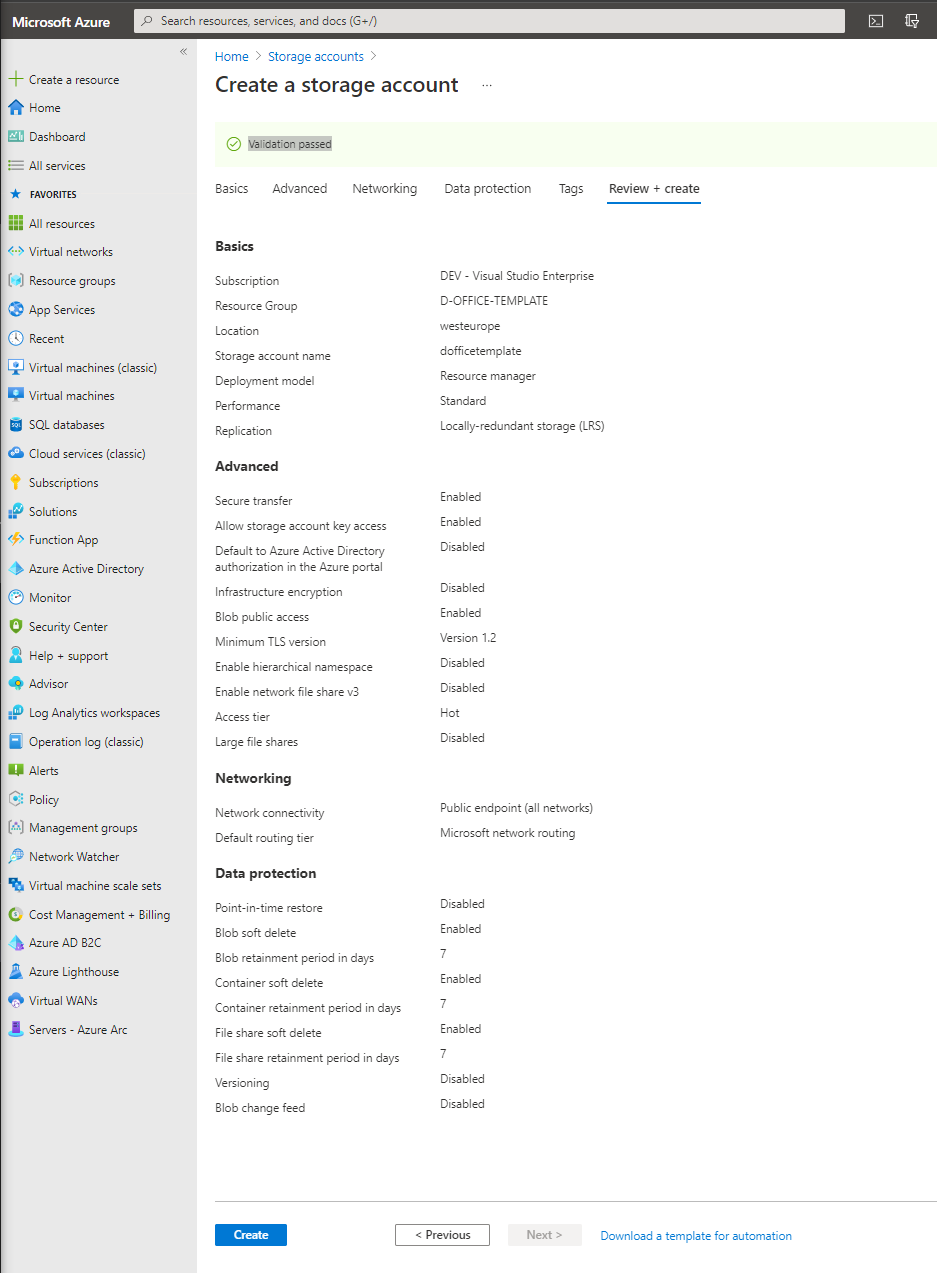 Microsoft Azure
Search resources, services, and docs (G+/)
«
Create a resource
Home
Dashboard
All services
FAVORITES
All resources
Virtual networks
Resource groups
App Services
Recent
Virtual machines (classic)
Virtual machines
SQL databases
Cloud services (classic)
Subscriptions
Solutions
Function App
Azure Active Directory
Monitor
Security Center
Help + support
Advisor
Log Analytics workspaces
Operation log (classic)
Alerts
Policy
Management groups
Network Watcher
Virtual machine scale sets
Cost Management + Billing
Azure AD B2C
Azure Lighthouse
Virtual WANs
Servers - Azure Arc
Home > Storage accounts >
Create a storage account ...
Validation passed
Basics Advanced Networking Data protection Tags Review + create
Basics
Subscription DEV - Visual Studio Enterprise
Resource Group D-OFFICE-TEMPLATE
Location westeurope
Storage account name dofficetemplate
Deployment model Resource manager
Performance Standard
Replication Locally-redundant storage (LRS)
Advanced
Secure transfer Enabled
Allow storage account key access Enabled
Default to Azure Active Directory Disabled
authorization in the Azure portal
Infrastructure encryption Disabled
Blob public access Enabled
Minimum TLS version Version 1.2
Enable hierarchical namespace Disabled
Enable network file share v3 Disabled
Access tier Hot
Large file shares Disabled
Networking
Network connectivity Public endpoint (all networks)
Default routing tier Microsoft network routing
Data protection
Point-in-time restore Disabled
Blob soft delete Enabled
Blob retainment period in days 7
Container soft delete Enabled
Container retainment period in days 7
File share soft delete Enabled
File share retainment period in days 7
Versioning Disabled
Blob change feed Disabled
Create < Previous Next > Download a template for automation